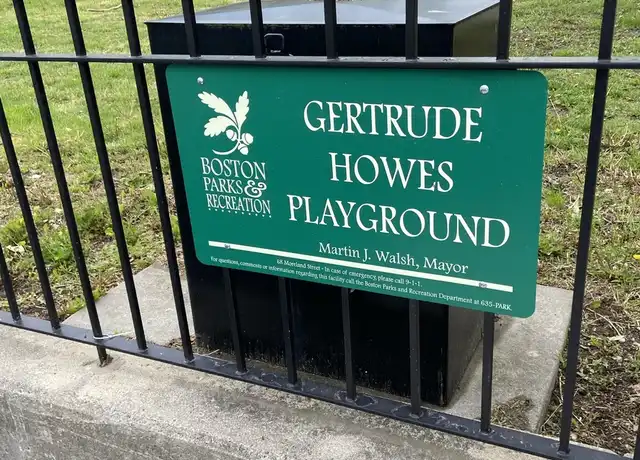 GERTRUDE
HOWES
PLAYGROUND
BOSTON
PARKS &
RECREATION
Martin J. Walsh, Mayor
68 Moreland Street - In case of emergency, please call 9-1-1.
For questions, comments or information regarding this facility call the Boston Parks and Recreation Department at 635-PARK.